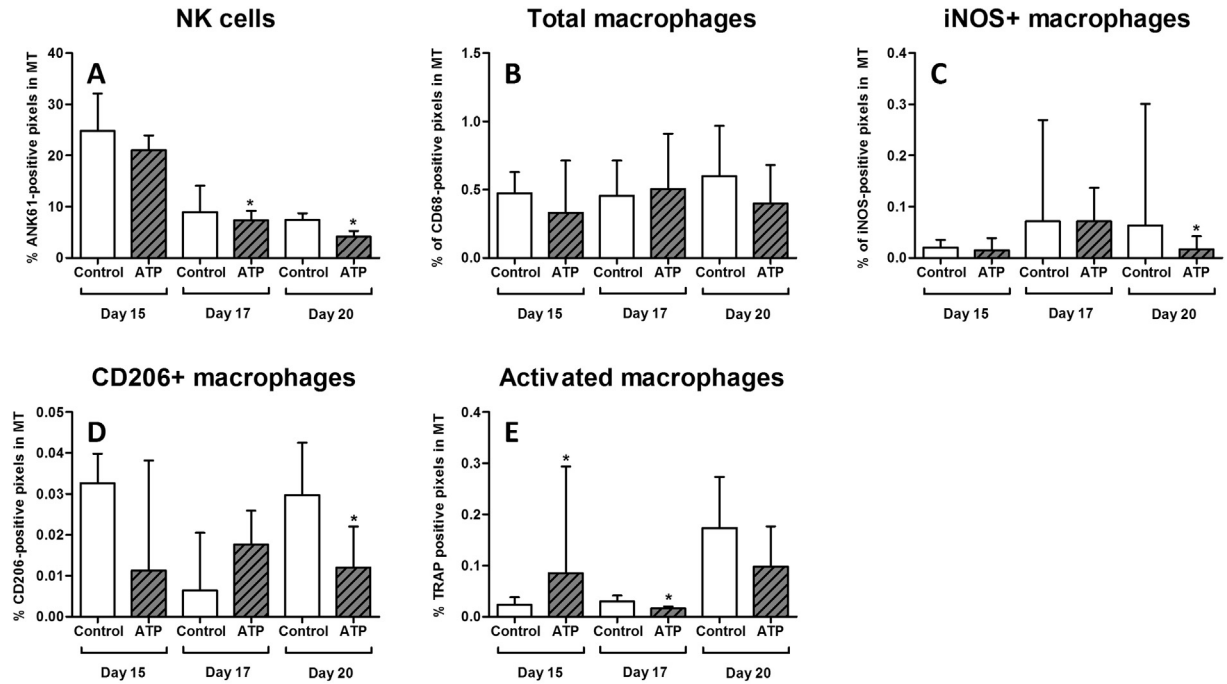 NK cells
A
% ANK61-positive pixels in MT
40
30
20
10
0
Control ATP Control ATP Control ATP
* *
Day 15 Day 17 Day 20
Total macrophages
B
% of CD68-positive pixels in MT
1.5
1.0
0.5
0.0
Control ATP Control ATP Control ATP
Day 15 Day 17 Day 20
iNOS+ macrophages
C
% of iNOS-positive pixels in MT
0.4
0.3
0.2
0.1
0.0
*
Control ATP Control ATP Control ATP
Day 15 Day 17 Day 20
CD206+ macrophages
D
% CD206-positive pixels in MT
0.05
0.04
0.03
0.02
0.01
0.00
*
Control ATP Control ATP Control ATP
Day 15 Day 17 Day 20
Activated macrophages
E
% TRAP positive pixels in MT
0.4
0.3
0.2
0.1
0.0
* *
Control ATP Control ATP Control ATP
Day 15 Day 17 Day 20